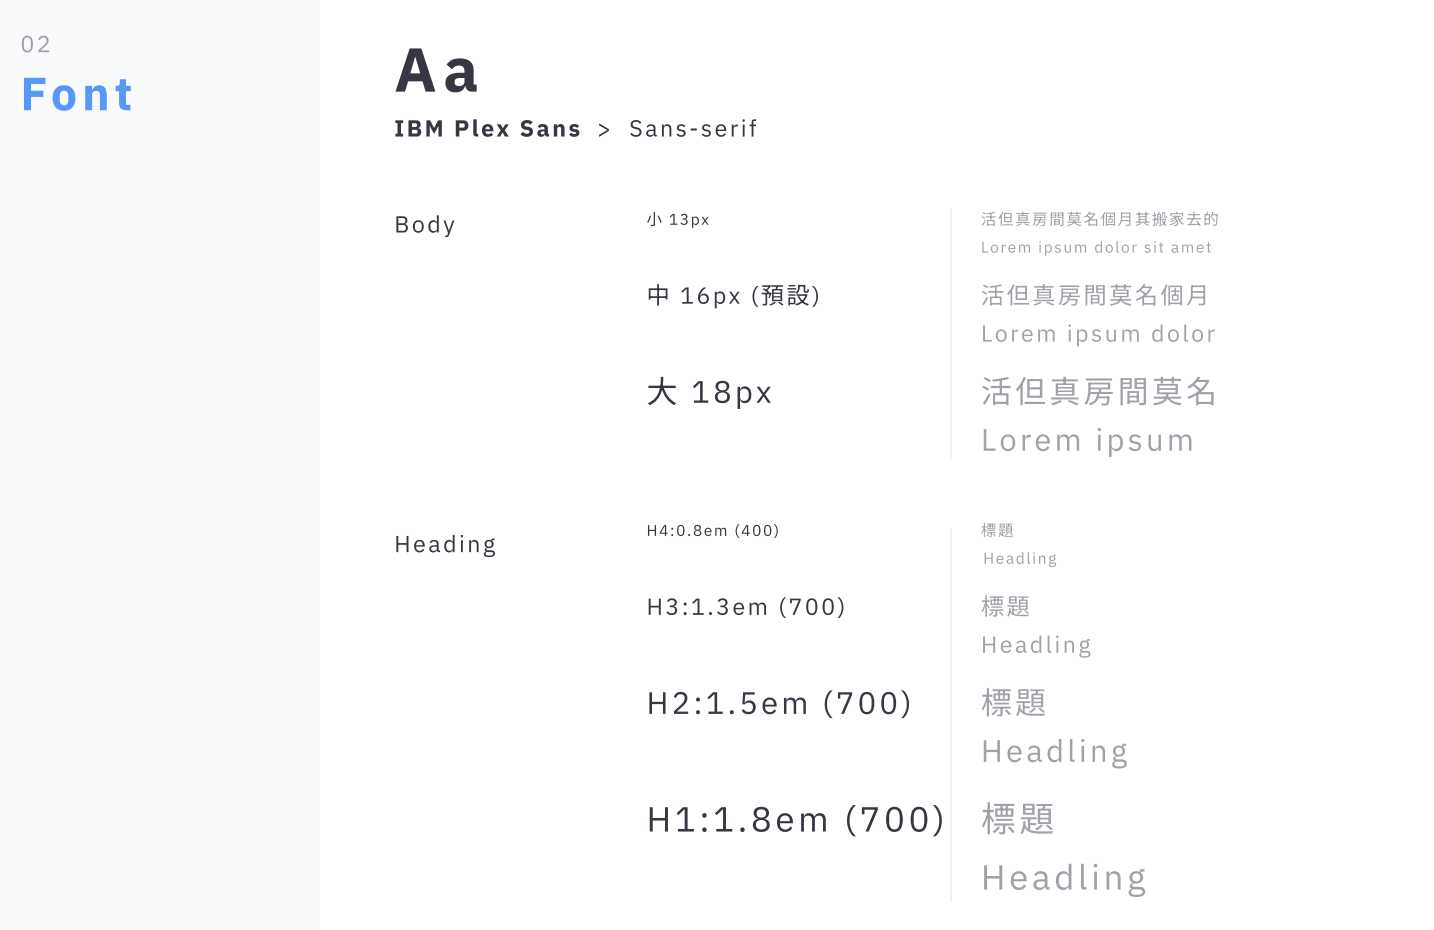 02
Font
Aa
IBM Plex Sans > Sans-serif
Body
小 13px
活但真房間莫名個月其搬家去的
Lorem ipsum dolor sit amet
中 16px (預設)
活但真房間莫名個月
Lorem ipsum dolor
大 18px
活但真房間莫名
Lorem ipsum
Heading
H4:0.8em (400)
標題
Headling
H3:1.3em (700)
標題
Headling
H2:1.5em (700)
標題
Headling
H1:1.8em (700)
標題
Headling